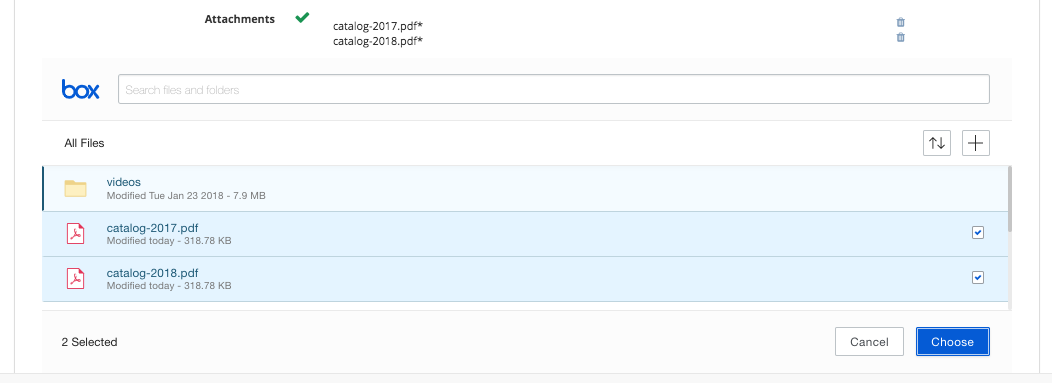 Attachments
catalog-2017.pdf*
catalog-2018.pdf*
box
Search files and folders
All Files
videos
Modified Tue Jan 23 2018 - 7.9 MB
catalog-2017.pdf
Modified today - 318.78 KB
catalog-2018.pdf
Modified today - 318.78 KB
2 Selected
Cancel
Choose